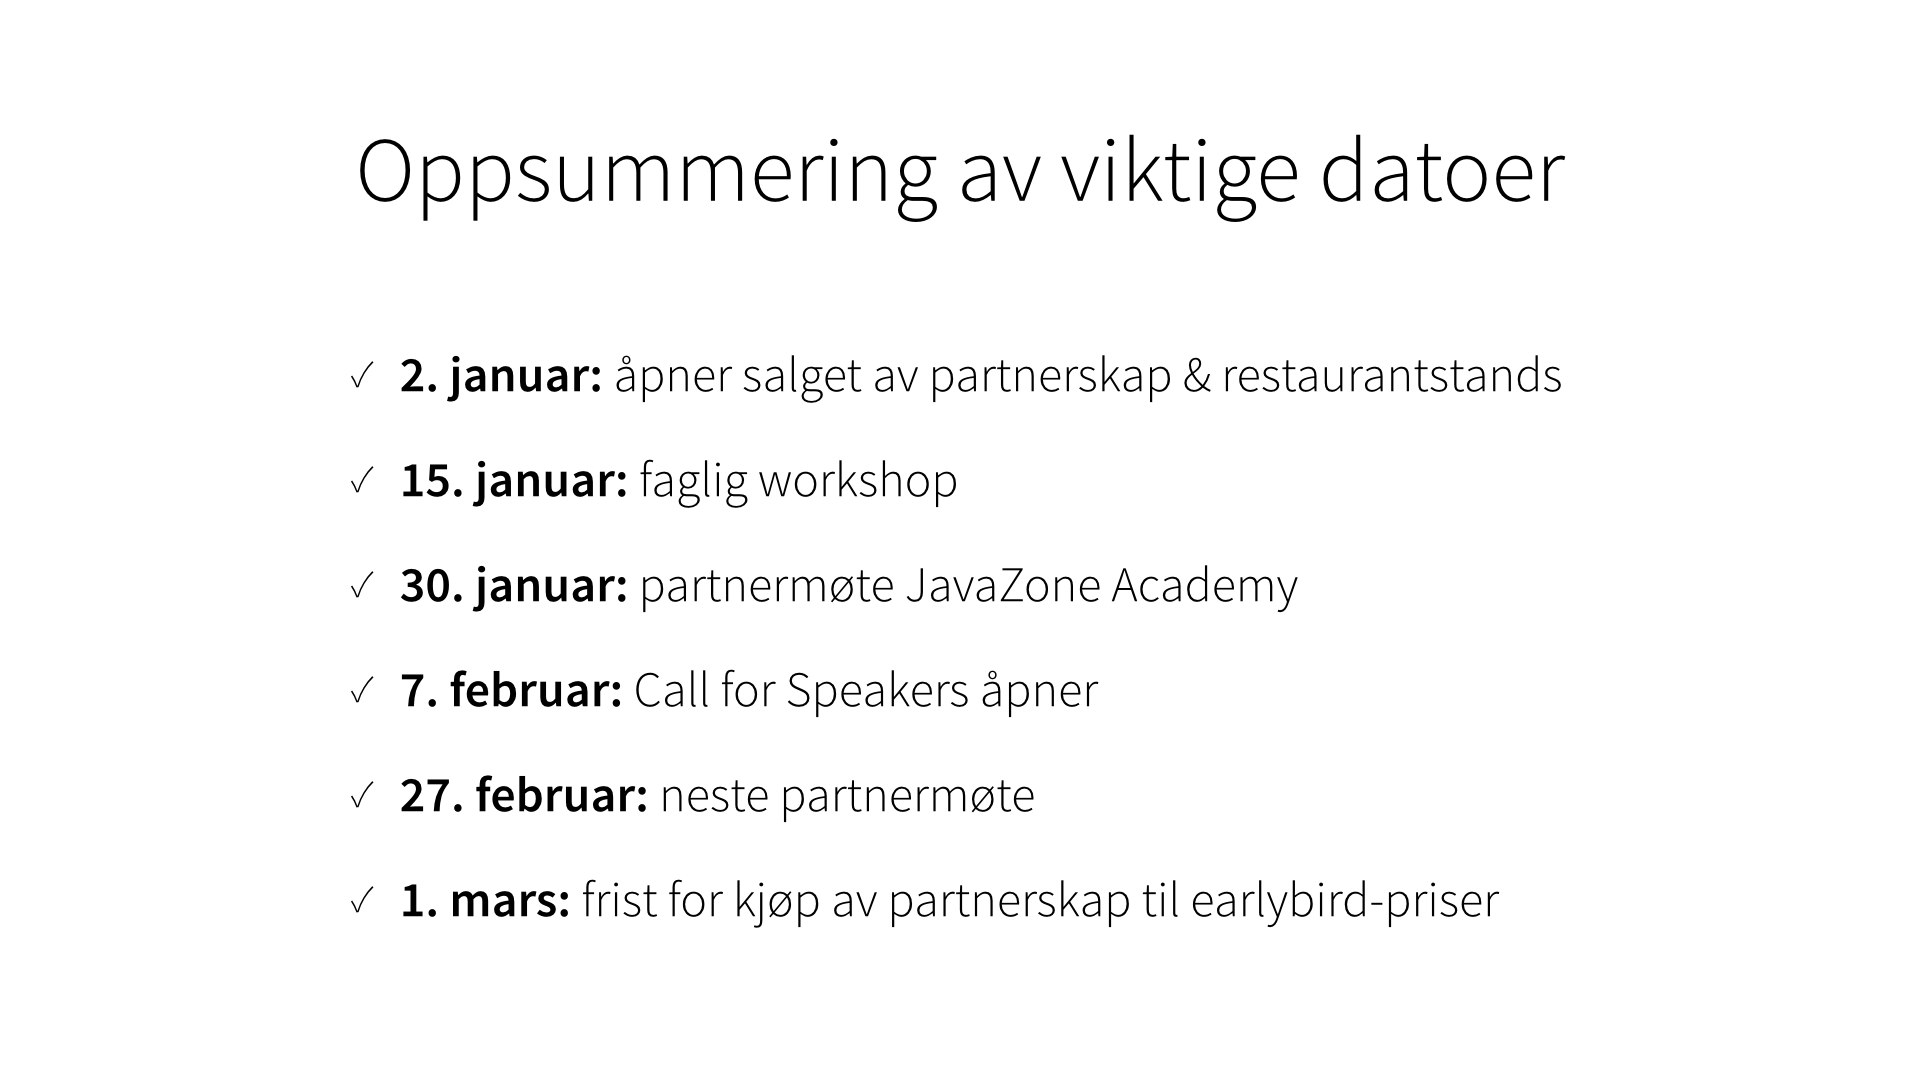 Oppsummering av viktige datoer
✓ 2. januar: åpner salget av partnerskap & restaurantstands
✓ 15. januar: faglig workshop
✓ 30. januar: partnermøte JavaZone Academy
✓ 7. februar: Call for Speakers åpner
✓ 27. februar: neste partnermøte
✓ 1. mars: frist for kjøp av partnerskap til earlybird-priser